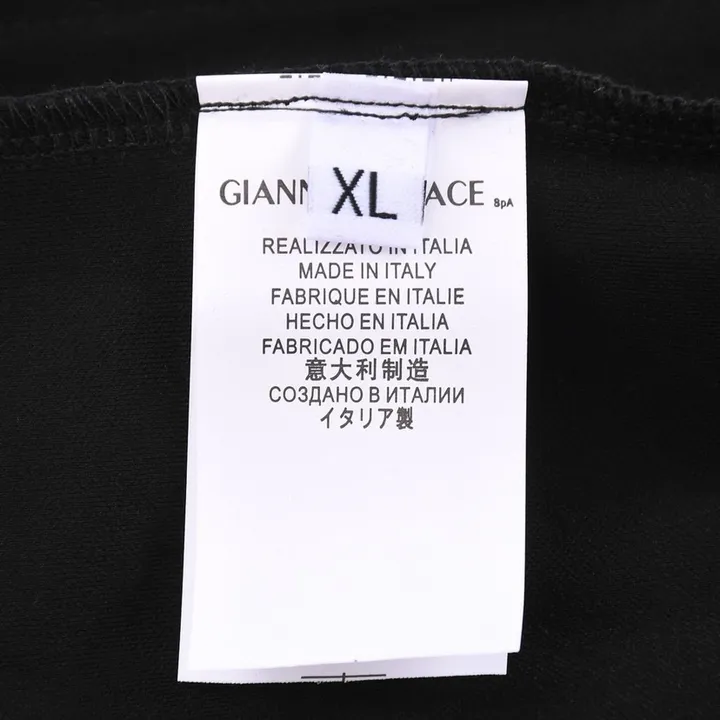 XL
GIANN ACE SpA
REALIZZATO IN ITALIA
MADE IN ITALY
FABRIQUE EN ITALIE
HECHO EN ITALIA
FABRICADO EM ITALIA
意大利制造
СОЗДАНО В ИТАЛИИ
イタリア製